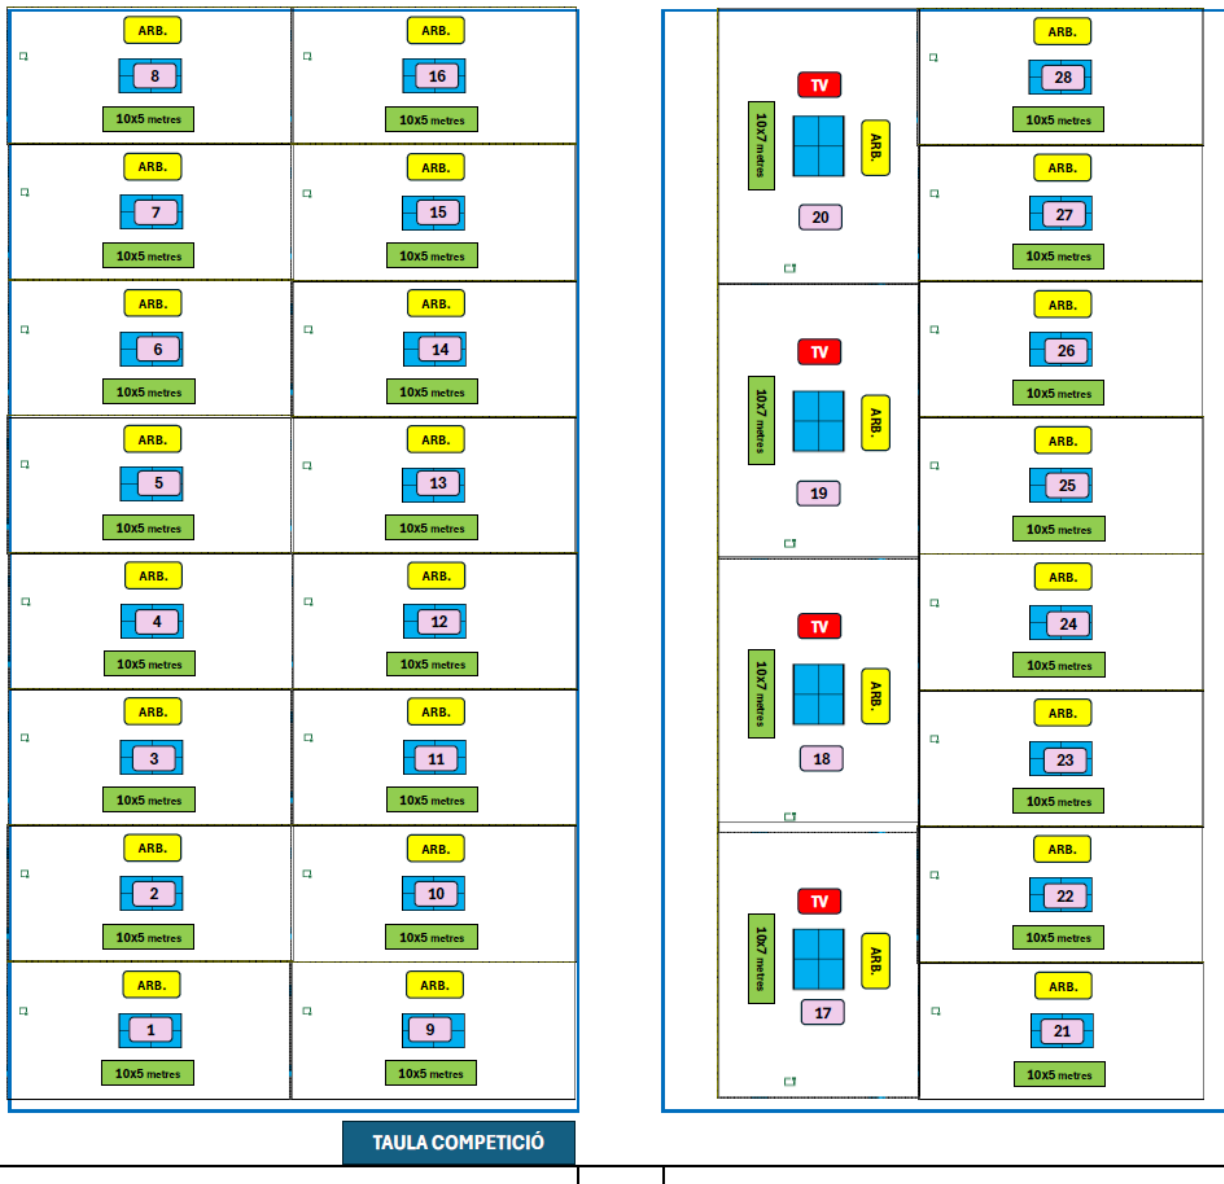 ARB.
8
10x5 metres
ARB.
16
10x5 metres
ARB.
7
10x5 metres
ARB.
15
10x5 metres
ARB.
6
10x5 metres
ARB.
14
10x5 metres
ARB.
5
10x5 metres
ARB.
13
10x5 metres
ARB.
4
10x5 metres
ARB.
12
10x5 metres
ARB.
3
10x5 metres
ARB.
11
10x5 metres
ARB.
2
10x5 metres
ARB.
10
10x5 metres
ARB.
1
10x5 metres
ARB.
9
10x5 metres
TAULA COMPETICIÓ
TV
10x7 metres
ARB.
20
TV
10x7 metres
ARB.
19
TV
10x7 metres
ARB.
18
TV
10x7 metres
ARB.
17
ARB.
28
10x5 metres
ARB.
27
10x5 metres
ARB.
26
10x5 metres
ARB.
25
10x5 metres
ARB.
24
10x5 metres
ARB.
23
10x5 metres
ARB.
22
10x5 metres
ARB.
21
10x5 metres